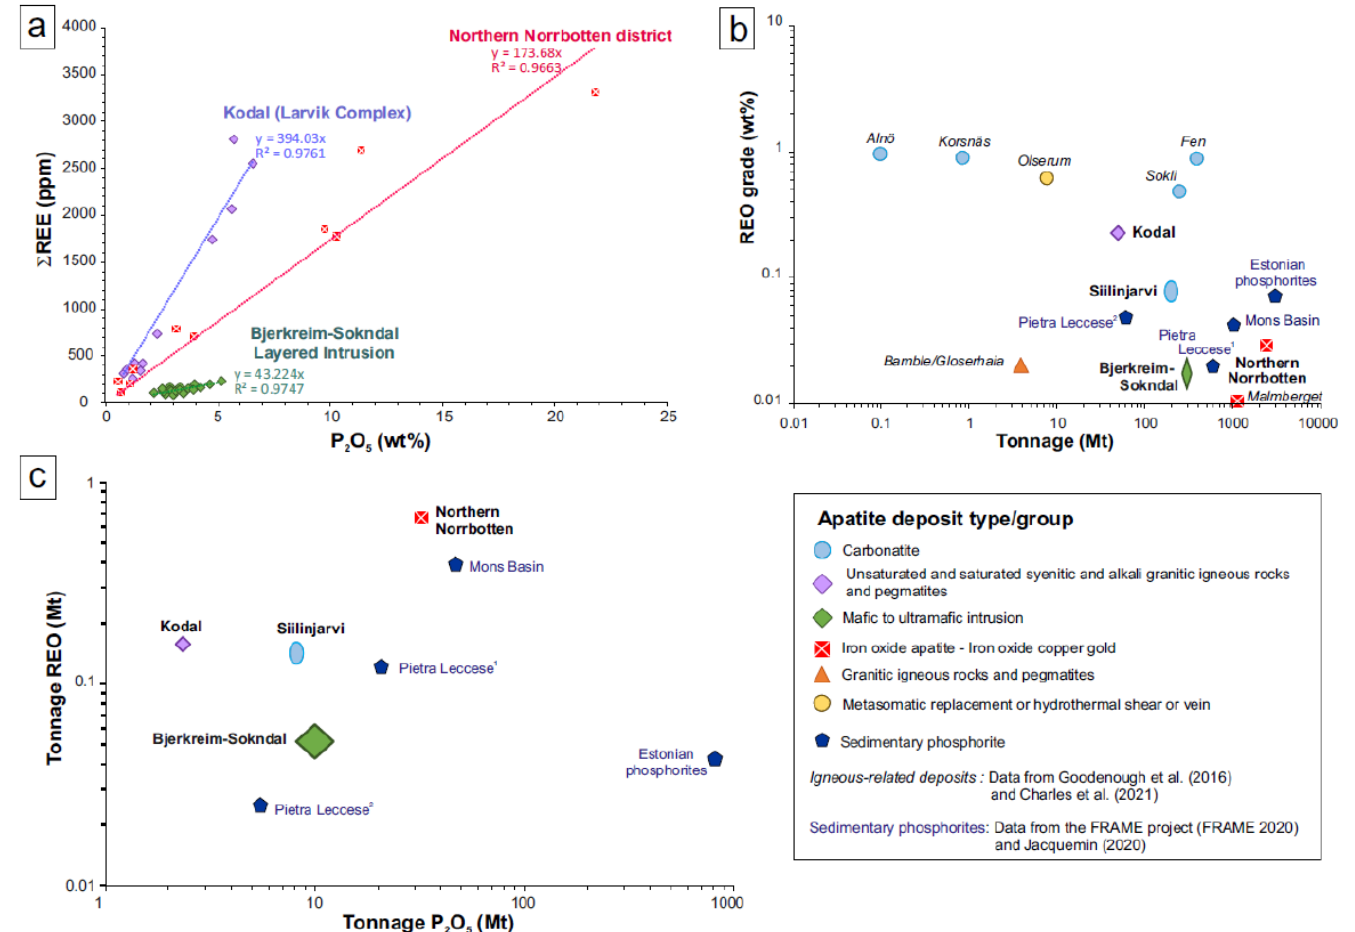 a
4000
3500
3000
2500
2000
1500
1000
500
0
ΣREE (ppm)
Northern Norrbotten district
y = 173.68x
R² = 0.9663
Kodal (Larvik Complex)
y = 394.03x
R² = 0.9761
Bjerkreim-Sokndal
Layered Intrusion
y = 43.224x
R² = 0.9747
0
5
10
15
20
25
P₂O₅ (wt%)
b
10
1
0.1
0.01
REO grade (wt%)
Alnö
Korsnäs
Olserum
Fen
Sokli
Kodal
Siilinjarvi
Estonian
phosphorites
Pietra Leccese²
Mons Basin
Pietra
Leccese¹
Bamble/Gloserhaia
Bjerkreim-
Sokndal
Northern
Norrbotten
Malmberget
0.01
0.1
1
10
100
1000
10000
Tonnage (Mt)
c
1
0.1
0.01
Tonnage REO (Mt)
Northern
Norrbotten
Mons Basin
Kodal
Siilinjarvi
Pietra Leccese¹
Bjerkreim-Sokndal
Estonian
phosphorites
Pietra Leccese²
1
10
100
1000
Tonnage P₂O₅ (Mt)
Apatite deposit type/group
Carbonatite
Unsaturated and saturated syenitic and alkali granitic igneous rocks
and pegmatites
Mafic to ultramafic intrusion
Iron oxide apatite - Iron oxide copper gold
Granitic igneous rocks and pegmatites
Metasomatic replacement or hydrothermal shear or vein
Sedimentary phosphorite
Igneous-related deposits : Data from Goodenough et al. (2016)
and Charles et al. (2021)
Sedimentary phosphorites: Data from the FRAME project (FRAME 2020)
and Jacquemin (2020)